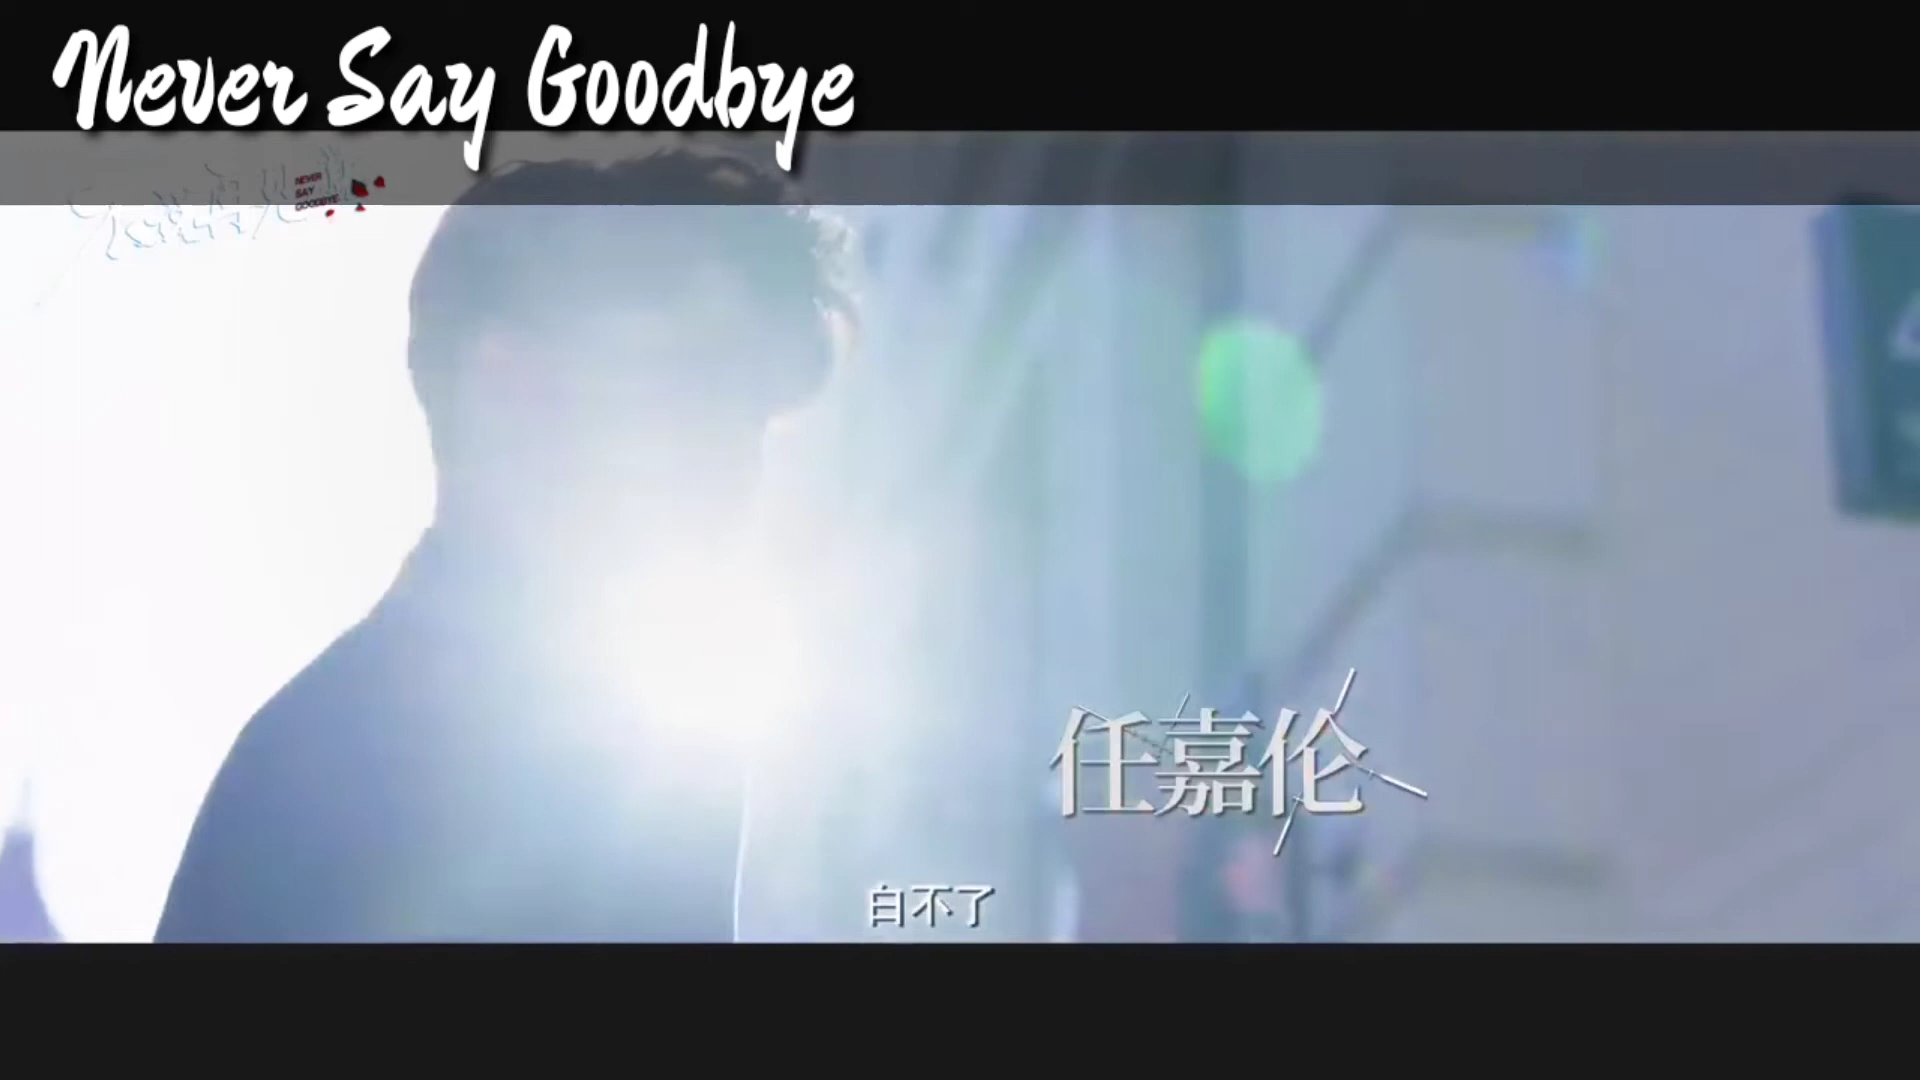 Never Say Goodbye
NEVER
SAY
GOODBYE
任嘉伦
白不了